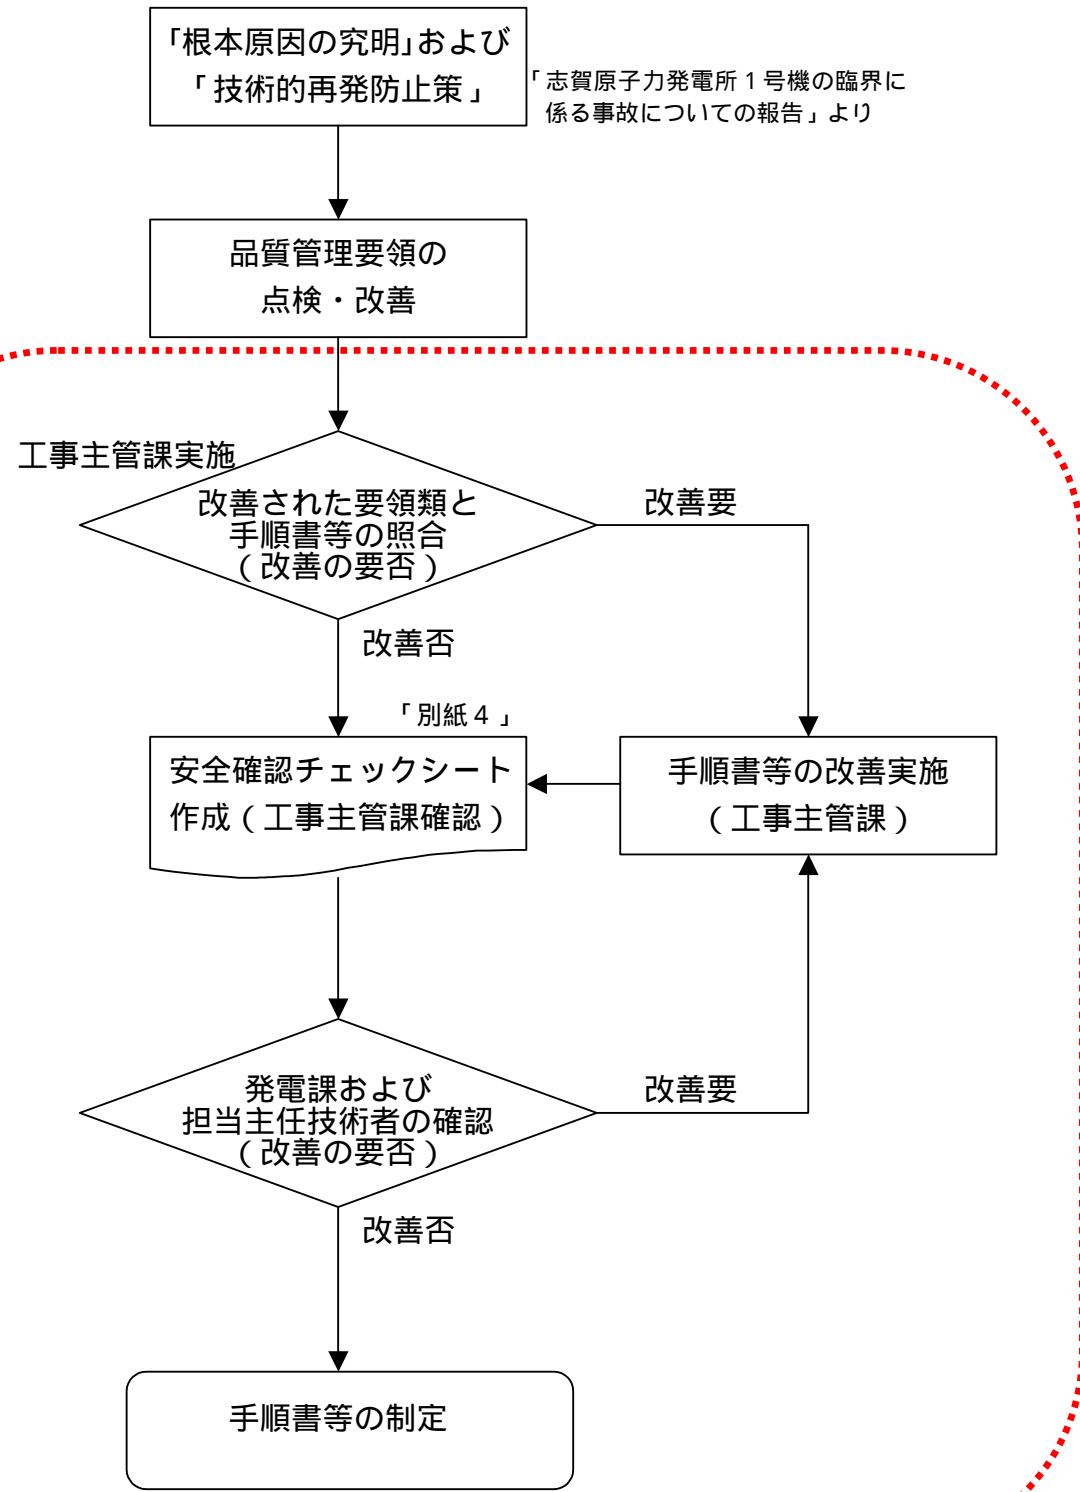 「根本原因の究明」および
「技術的再発防止策」
「志賀原子力発電所1号機の臨界に
係る事故についての報告」より
品質管理要領の
点検・改善
工事主管課実施
改善された要領類と
手順書等の照合
(改善の要否)
改善要
改善否
「別紙4」
安全確認チェックシート
作成(工事主管課確認)
手順書等の改善実施
(工事主管課)
発電課および
担当主任技術者の確認
(改善の要否)
改善要
改善否
手順書等の制定